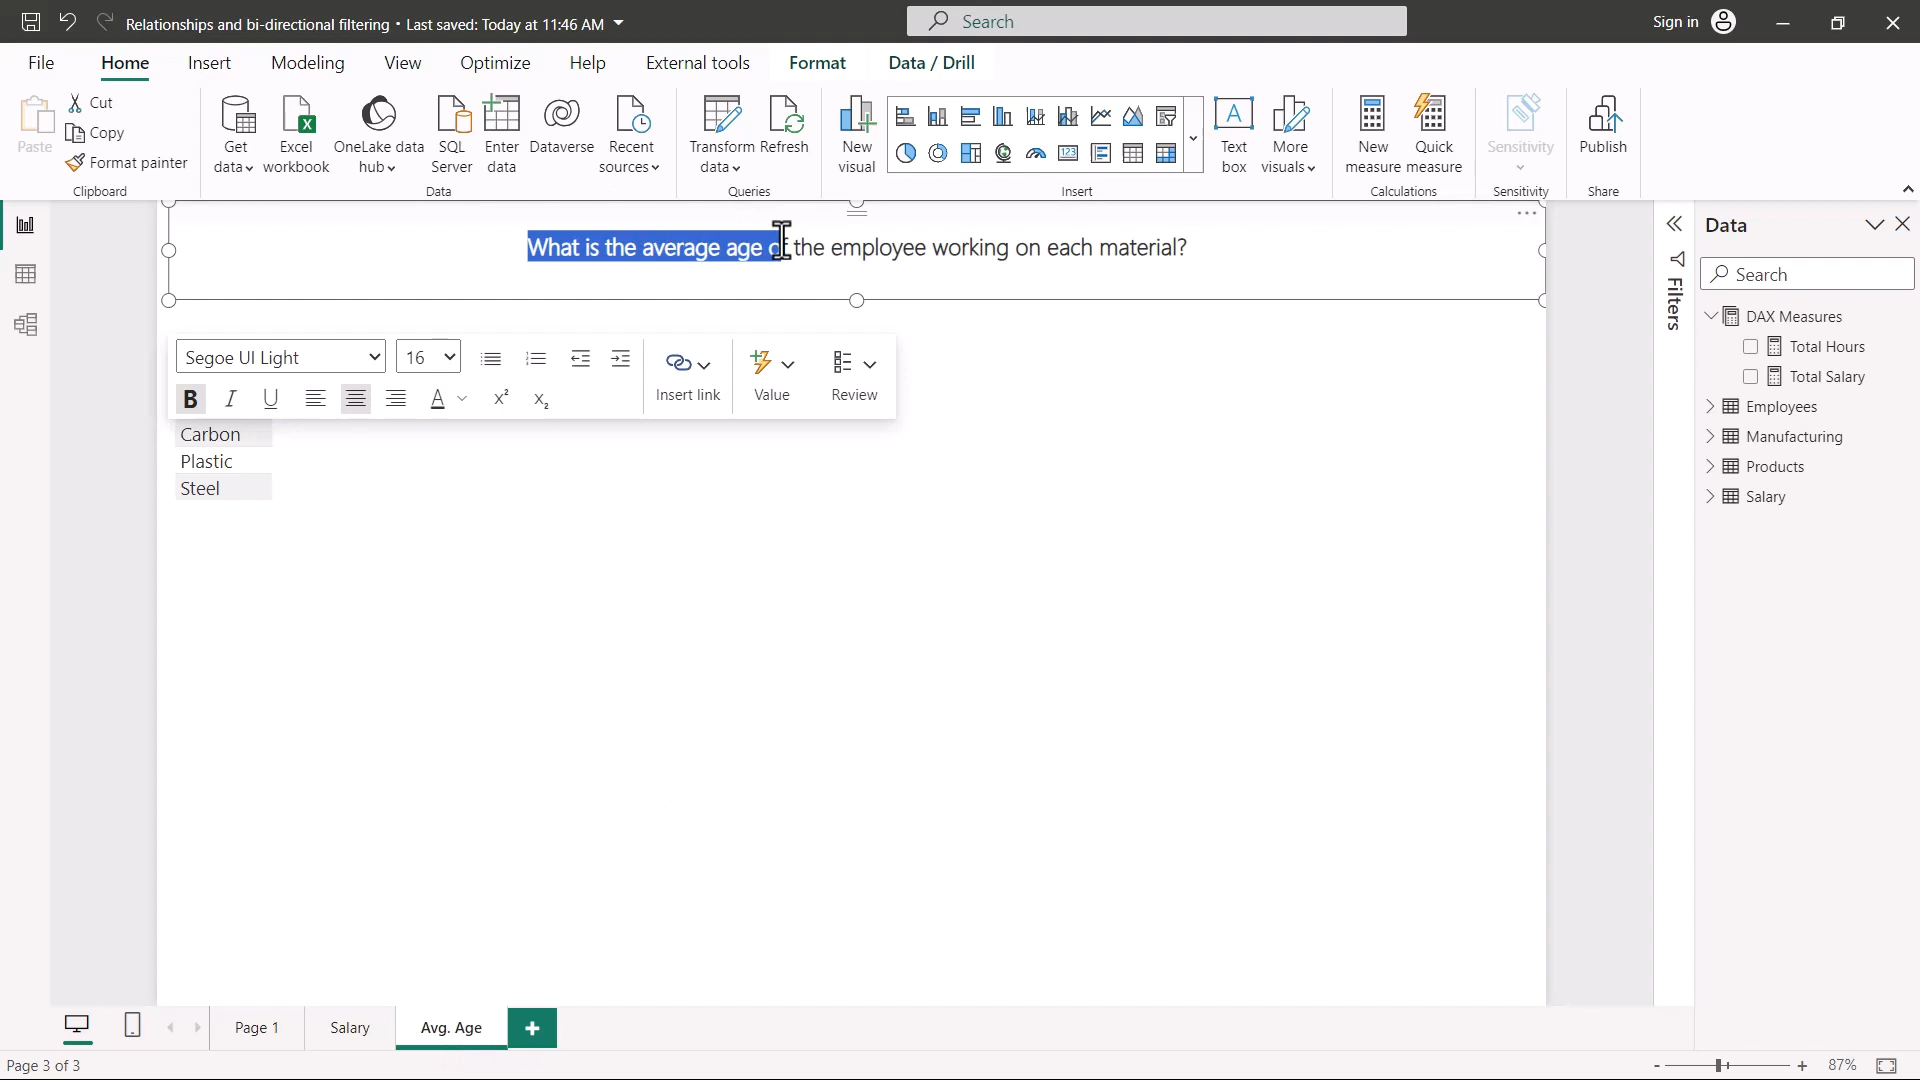 Relationships and bi-directional filtering • Last saved: Today at 11:46 AM
Search
Sign in
File
Home
Insert
Modeling
View
Optimize
Help
External tools
Format
Data / Drill
Paste
Cut
Copy
Format painter
Clipboard
Get data
Excel workbook
OneLake data hub
SQL Server
Enter data
Dataverse
Recent sources
Data
Transform data
Refresh
Queries
New visual
123
A
Text box
More visuals
Insert
New measure
Quick measure
Calculations
Sensitivity
Sensitivity
Publish
Share
What is the average age of the employee working on each material?
Segoe UI Light
16
B
I
U
A
x²
x₂
Insert link
Value
Review
Carbon
Plastic
Steel
Filters
Data
Search
DAX Measures
Total Hours
Total Salary
Employees
Manufacturing
Products
Salary
Page 1
Salary
Avg. Age
+
Page 3 of 3
-
+
87%